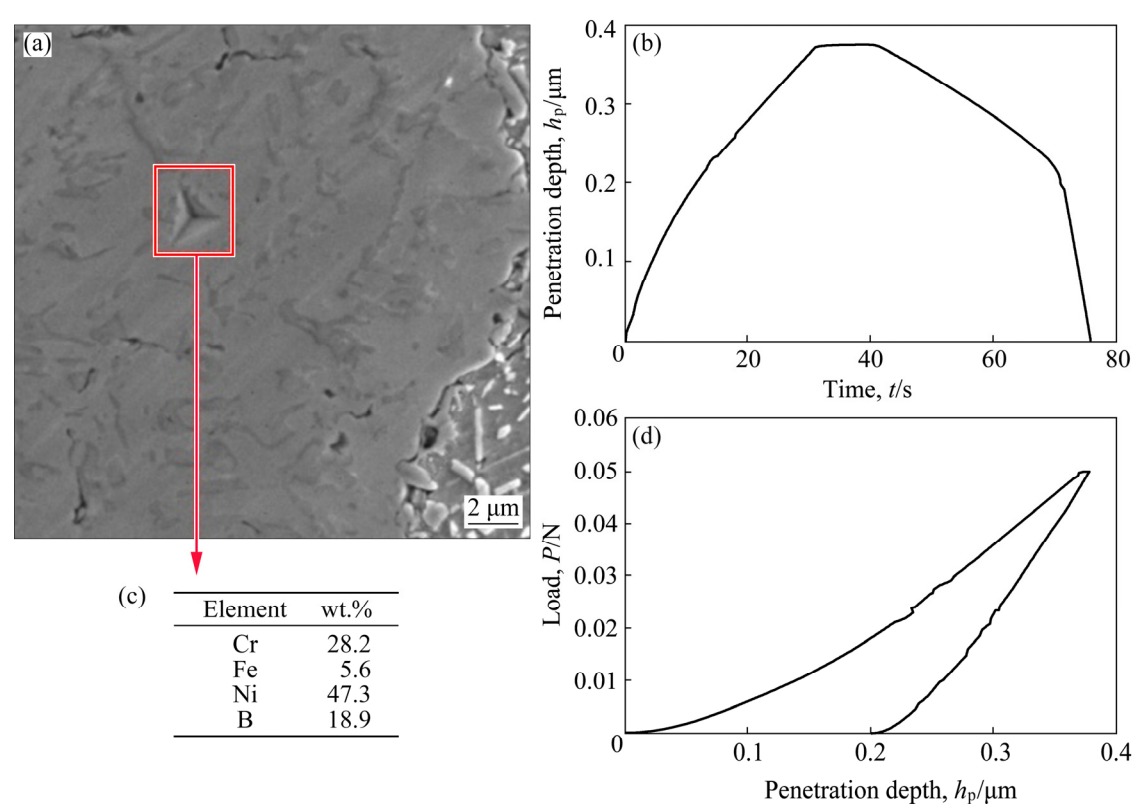 (a)
2 μm
(b)
0.4
0.3
0.2
0.1
0
20
40
60
80
Penetration depth, hp/μm
Time, t/s
(c)
Element wt.%
Cr 28.2
Fe 5.6
Ni 47.3
B 18.9
(d)
0.06
0.05
0.04
0.03
0.02
0.01
0
0.1
0.2
0.3
0.4
Load, P/N
Penetration depth, hp/μm